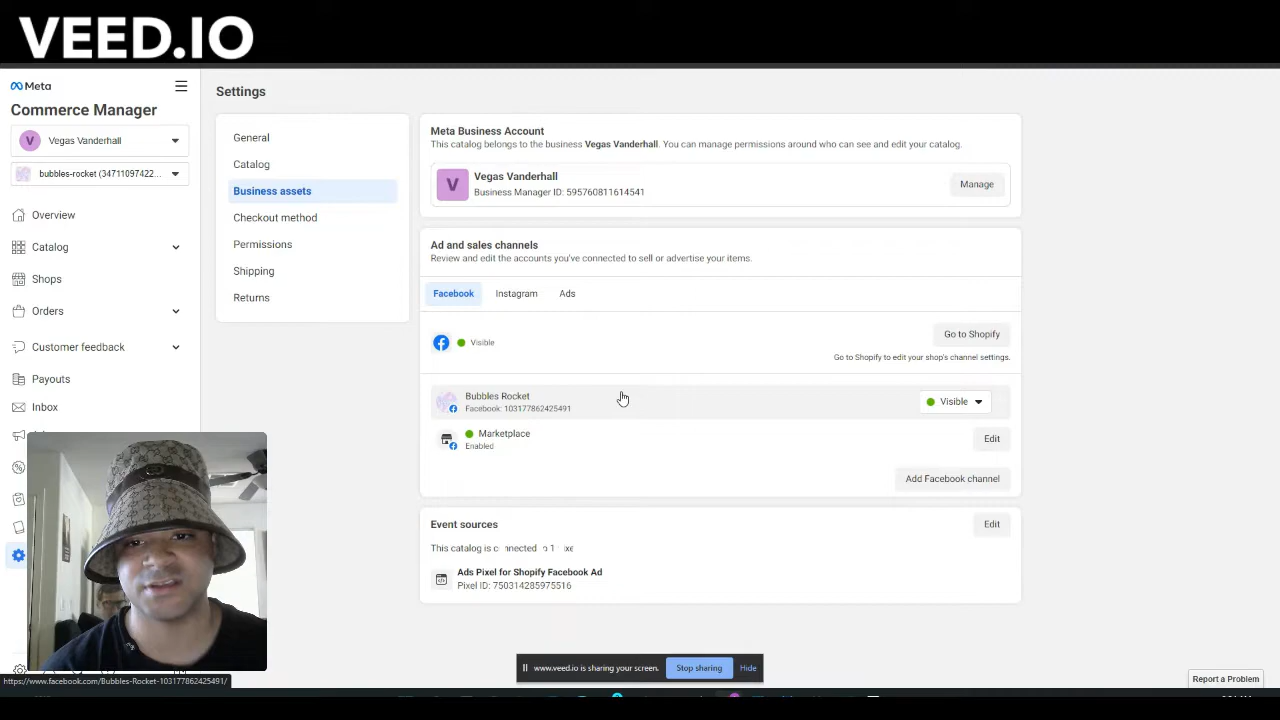 VEED.IO
Meta
Commerce Manager
V Vegas Vanderhall
bubbles-rocket (34711097422...
Overview
Catalog
Shops
Orders
Customer feedback
Payouts
Inbox
Settings
General
Catalog
Business assets
Checkout method
Permissions
Shipping
Returns
Meta Business Account
This catalog belongs to the business Vegas Vanderhall. You can manage permissions around who can see and edit your catalog.
V
Vegas Vanderhall
Business Manager ID: 595760811614541
Manage
Ad and sales channels
Review and edit the accounts you've connected to sell or advertise your items.
Facebook Instagram Ads
Visible
Go to Shopify
Go to Shopify to edit your shop's channel settings.
Bubbles Rocket
Facebook: 103177862425491
Visible
Marketplace
Enabled
Edit
Add Facebook channel
Event sources
Edit
This catalog is
Ads Pixel for Shopify Facebook Ad
Pixel ID: 750314285975516
www.veed.io is sharing your screen. Stop sharing Hide
https://www.facebook.com/Bubbles-Rocket-103177862425491/
Report a Problem